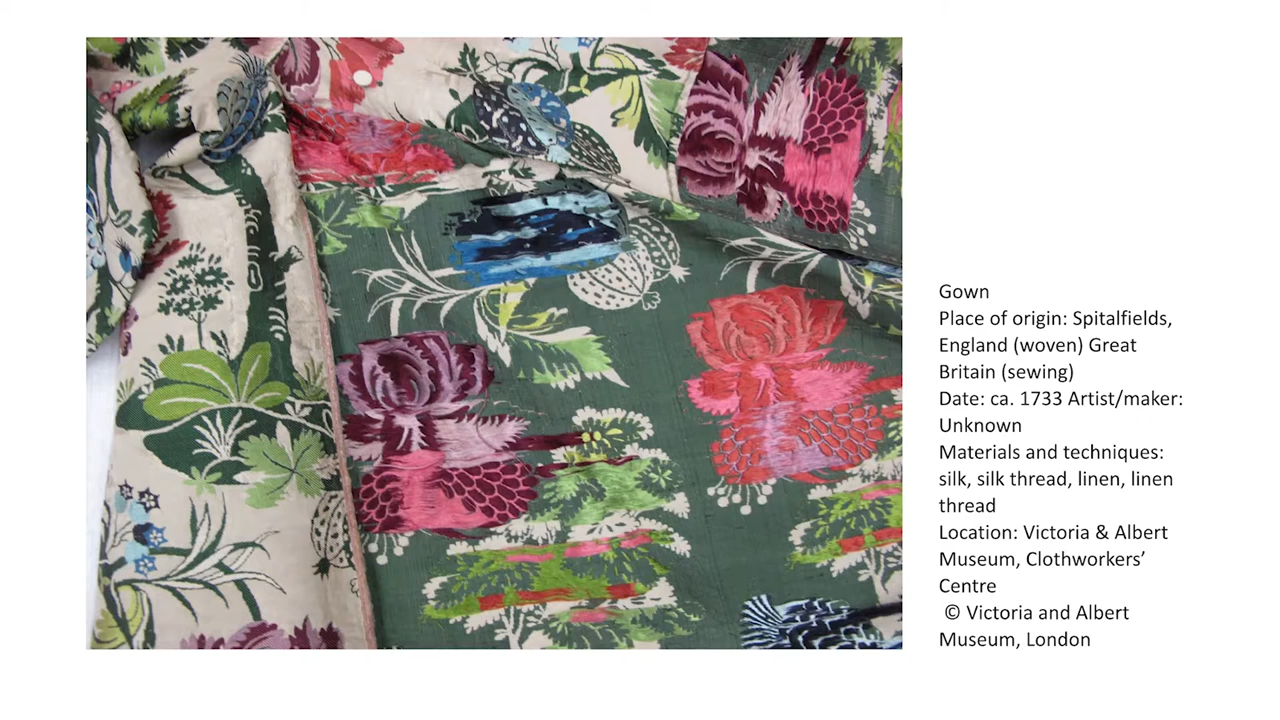 Gown
Place of origin: Spitalfields,
England (woven) Great
Britain (sewing)
Date: ca. 1733 Artist/maker:
Unknown
Materials and techniques:
silk, silk thread, linen, linen
thread
Location: Victoria & Albert
Museum, Clothworkers’
Centre
© Victoria and Albert
Museum, London